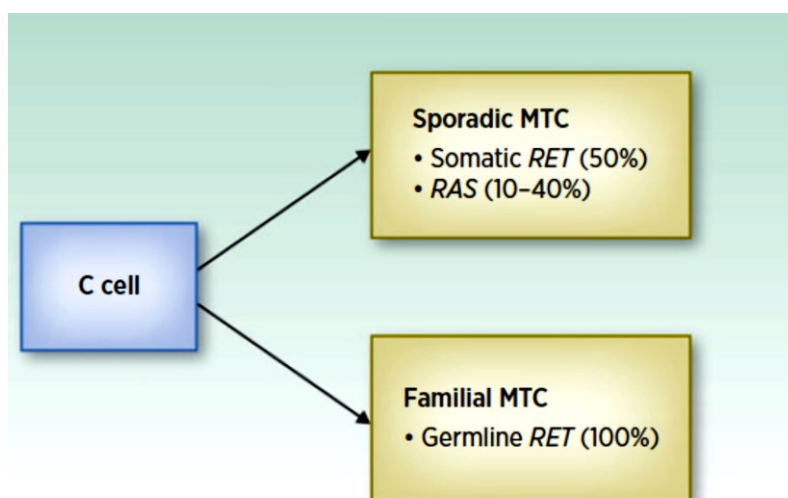 Sporadic MTC
• Somatic RET (50%)
• RAS (10–40%)
C cell
Familial MTC
• Germline RET (100%)